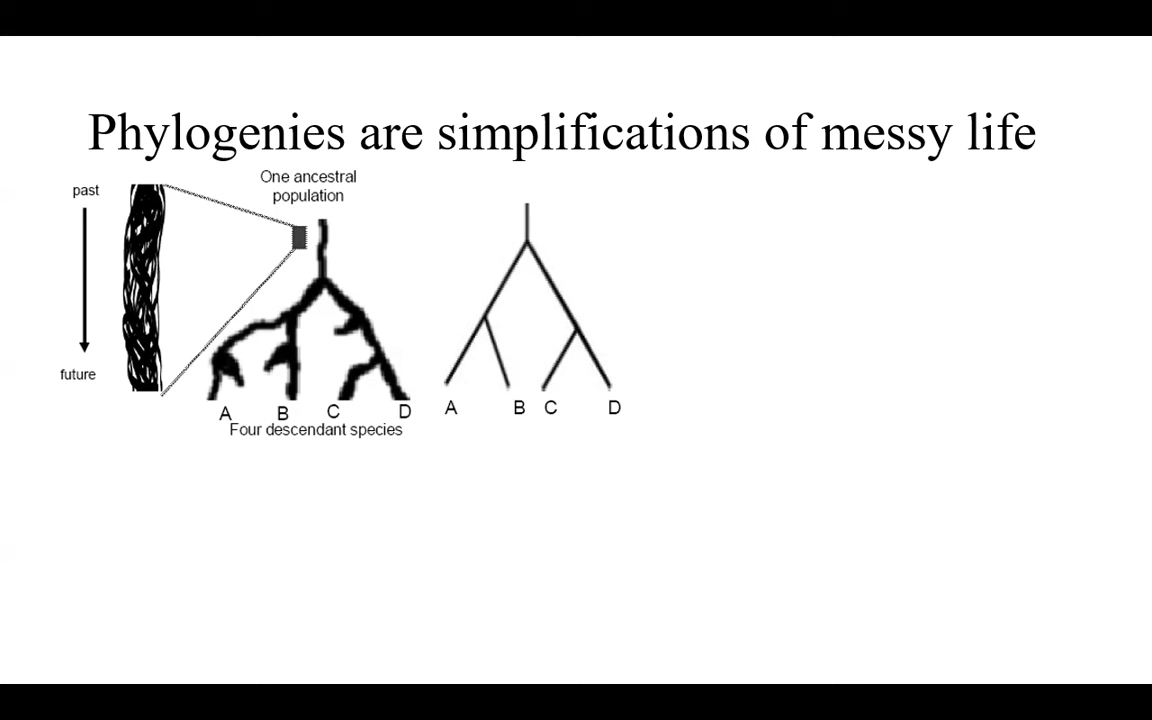 Phylogenies are simplifications of messy life
past
future
One ancestral
population
A B C D
Four descendant species
A B C D